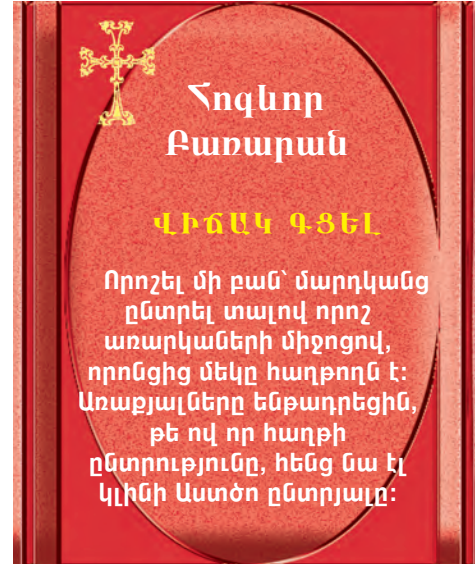 Հոգևոր
Բառարան
ՎԻՃԱԿ ԳՑԵԼ
Որոշել մի բան՝ մարդկանց
ընտրել տալով որոշ
առարկաների միջոցով,
որոնցից մեկը հաղթողն է:
Առաքյալները ենթադրեցին,
թե ով որ հաղթի
ընտրությունը, հենց նա էլ
կլինի Աստծո ընտրյալը: